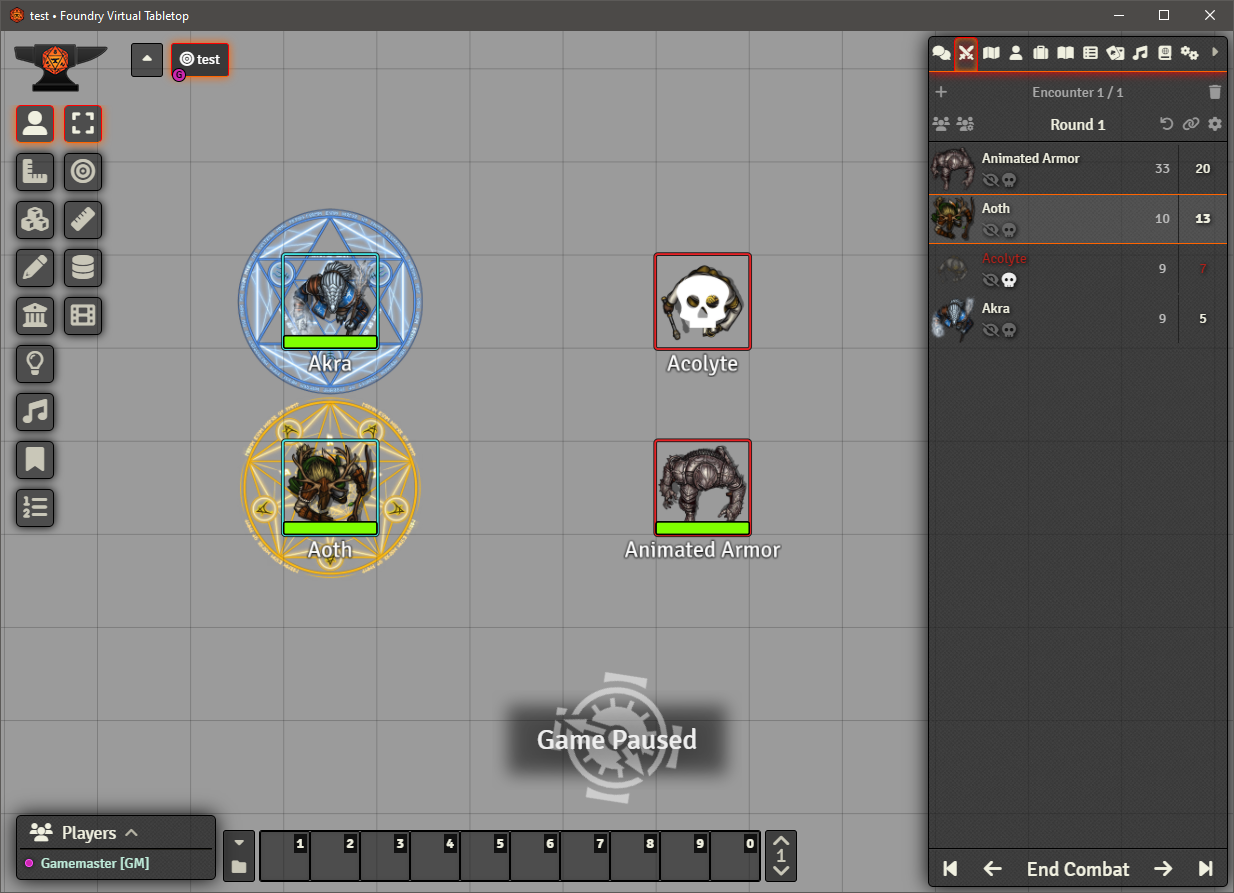 test • Foundry Virtual Tabletop
test
G
Encounter 1 / 1
Round 1
Animated Armor
33
20
Aoth
10
13
Acolyte
9
7
Akra
9
5
Akra
Acolyte
Aoth
Animated Armor
Game Paused
Players
Gamemaster [GM]
1 2 3 4 5 6 7 8 9 0
1
End Combat